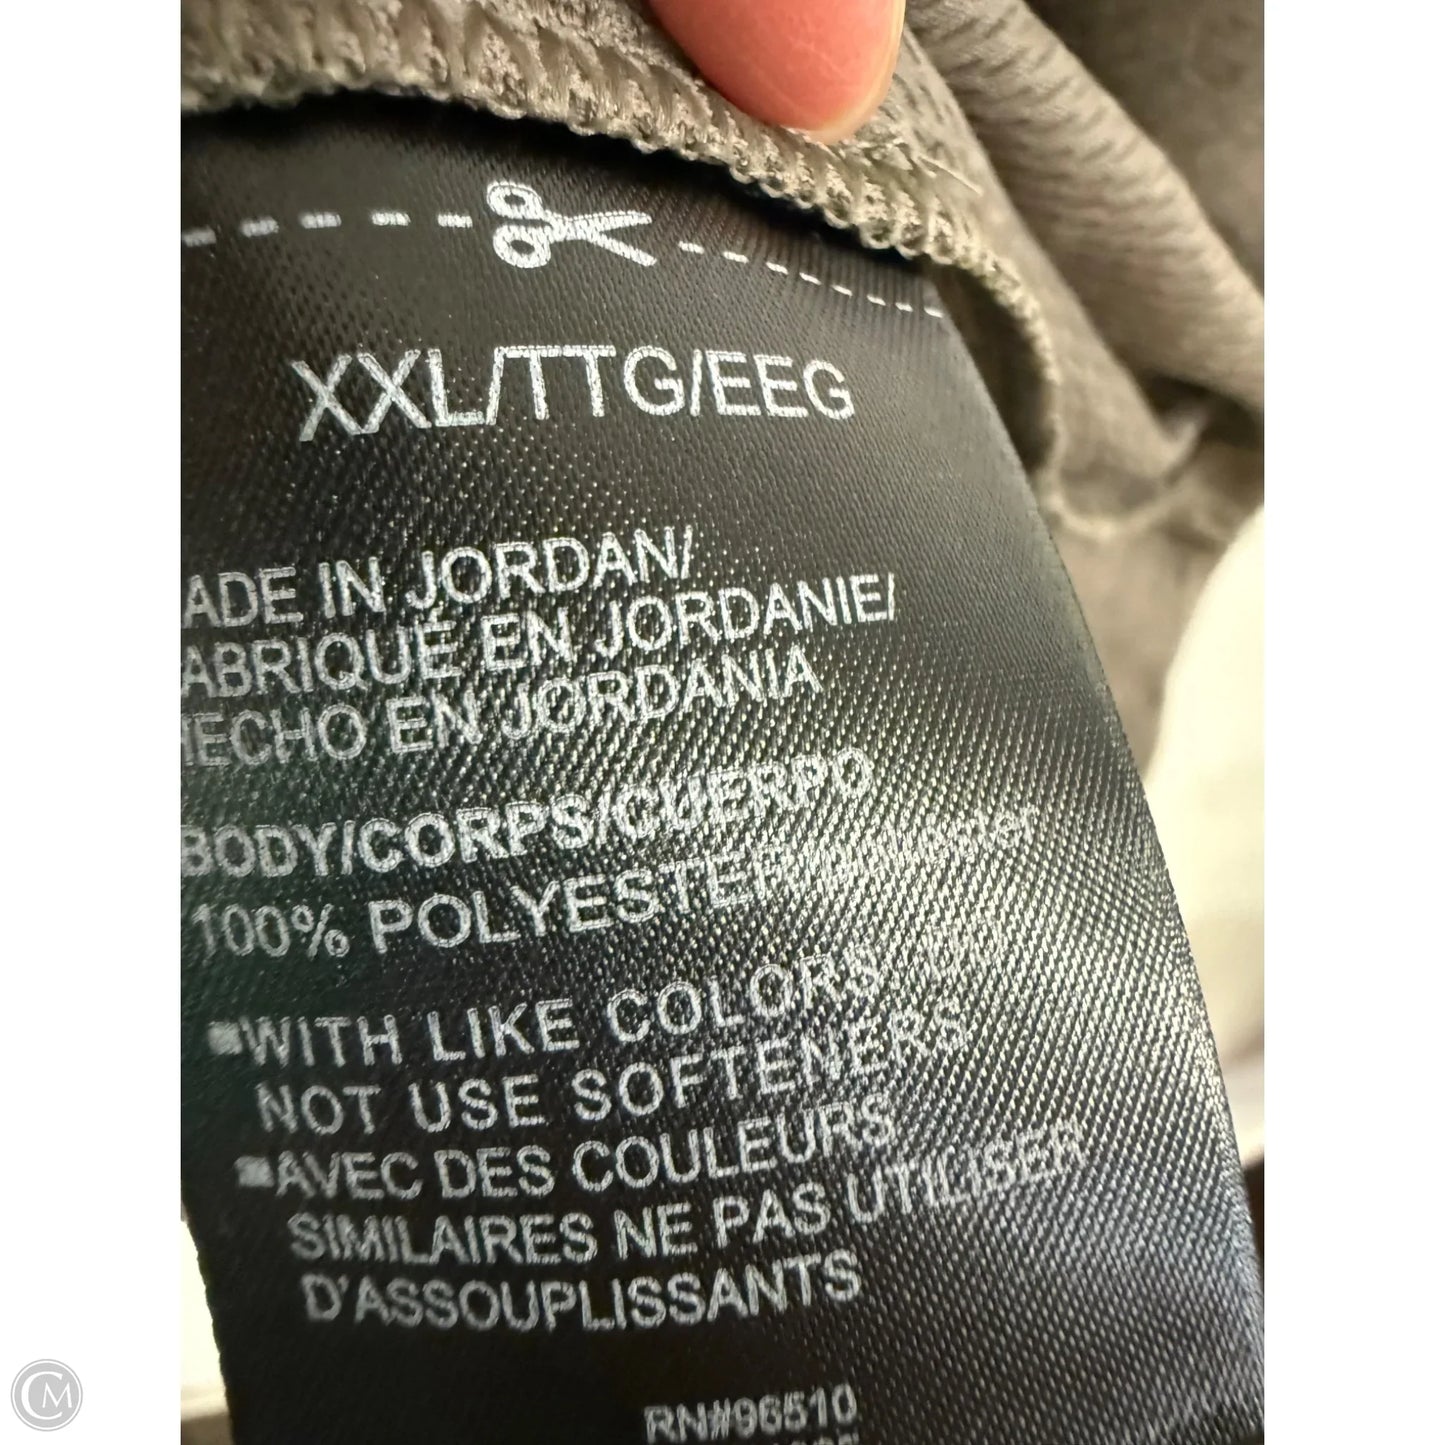 XXL/TTG/EEG
ADE IN JORDAN/
ABRIQUÉ EN JORDANIE/
HECHO EN JORDANIA
BODY/CORPS/CUERPO
100% POLYESTER
▪WITH LIKE COLORS
NOT USE SOFTENERS
▪AVEC DES COULEURS
SIMILAIRES NE PAS UTILISER
D'ASSOUPLISSANTS
RN#96510
CM